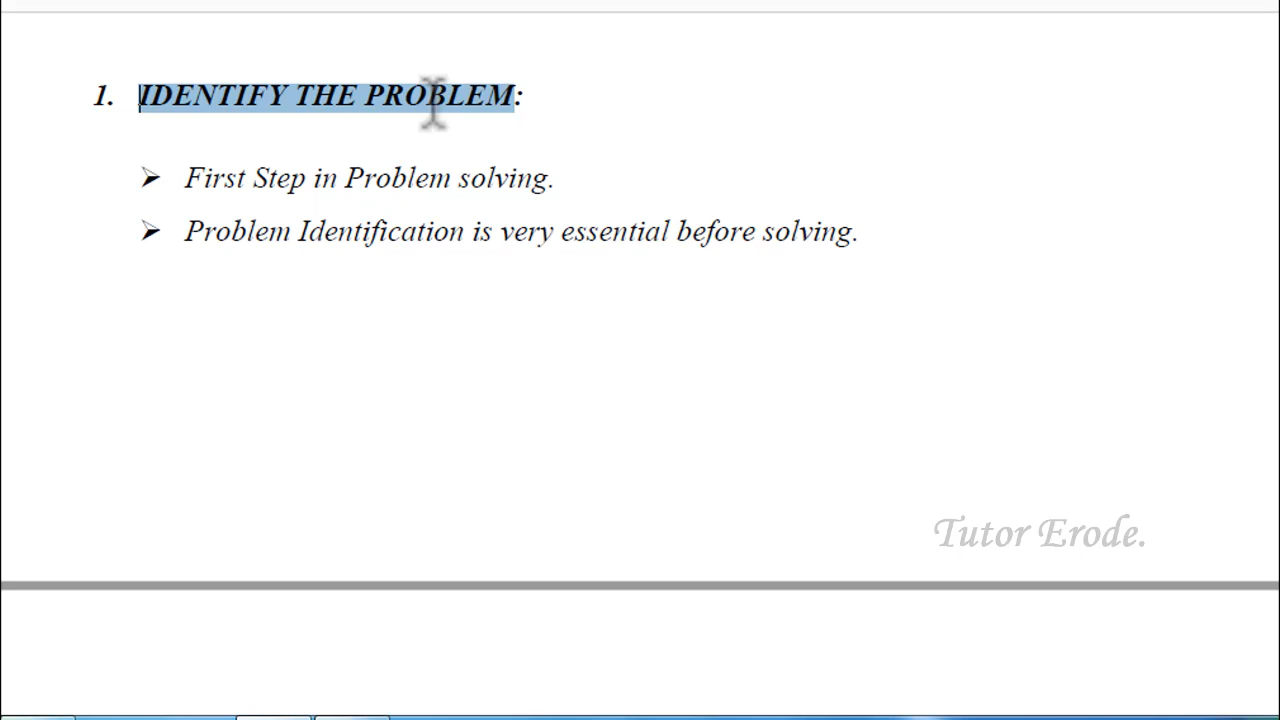 1. IDENTIFY THE PROBLEM:
➢ First Step in Problem solving.
➢ Problem Identification is very essential before solving.
Tutor Erode.